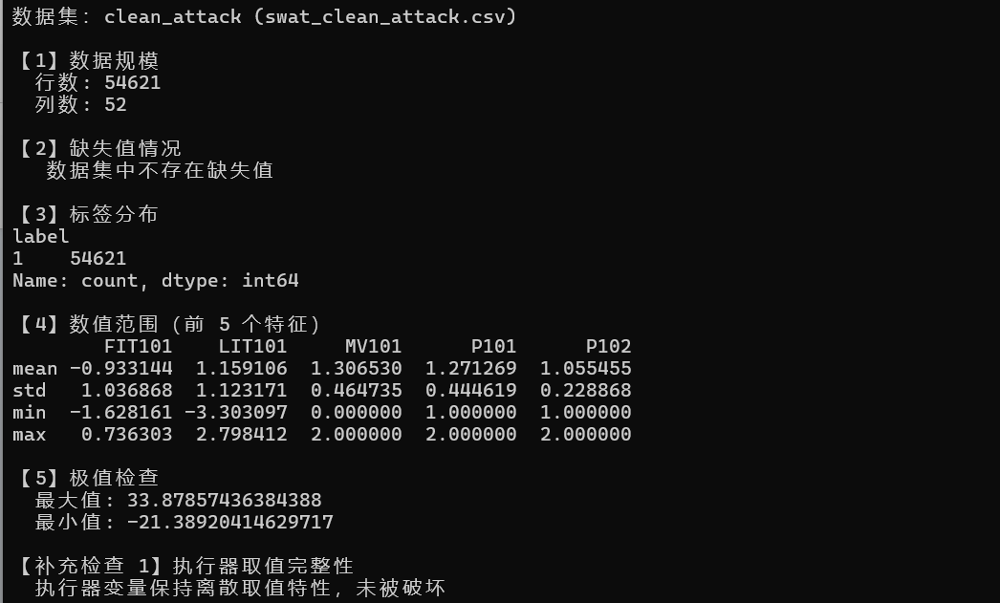 数据集: clean_attack (swat_clean_attack.csv)
【1】数据规模
行数: 54621
列数: 52
【2】缺失值情况
数据集中不存在缺失值
【3】标签分布
label
1    54621
Name: count, dtype: int64
【4】数值范围 (前 5 个特征)
FIT101    LIT101     MV101      P101      P102
mean -0.933144  1.159106  1.306530  1.271269  1.055455
std   1.036868  1.123171  0.464735  0.444619  0.228868
min  -1.628161 -3.303097  0.000000  1.000000  1.000000
max   0.736303  2.798412  2.000000  2.000000  2.000000
【5】极值检查
最大值: 33.87857436384388
最小值: -21.38920414629717
【补充检查 1】执行器取值完整性
执行器变量保持离散取值特性, 未被破坏